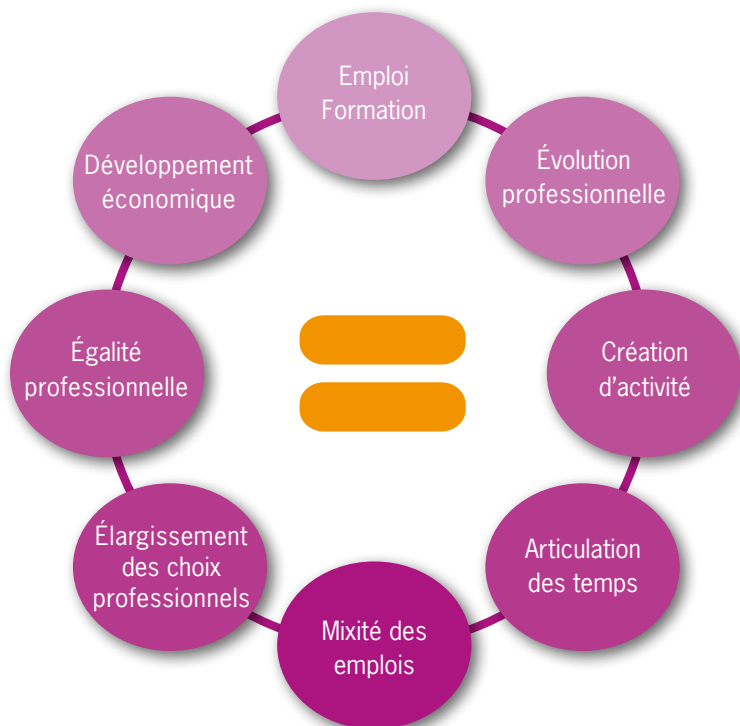 Emploi
Formation
Évolution
professionnelle
Création
d'activité
Articulation
des temps
Mixité des
emplois
Élargissement
des choix
professionnels
Égalité
professionnelle
Développement
économique